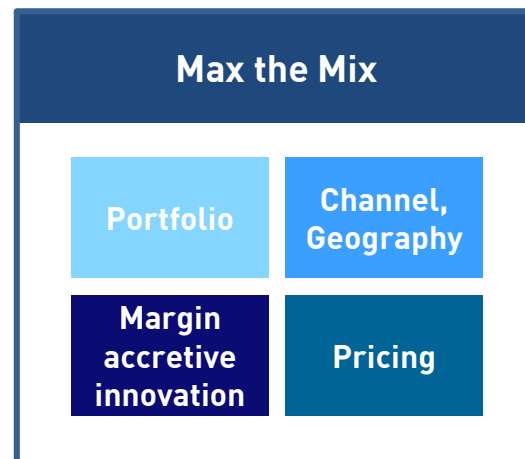 Max the Mix
Portfolio
Channel,
Geography
Margin
accretive
innovation
Pricing